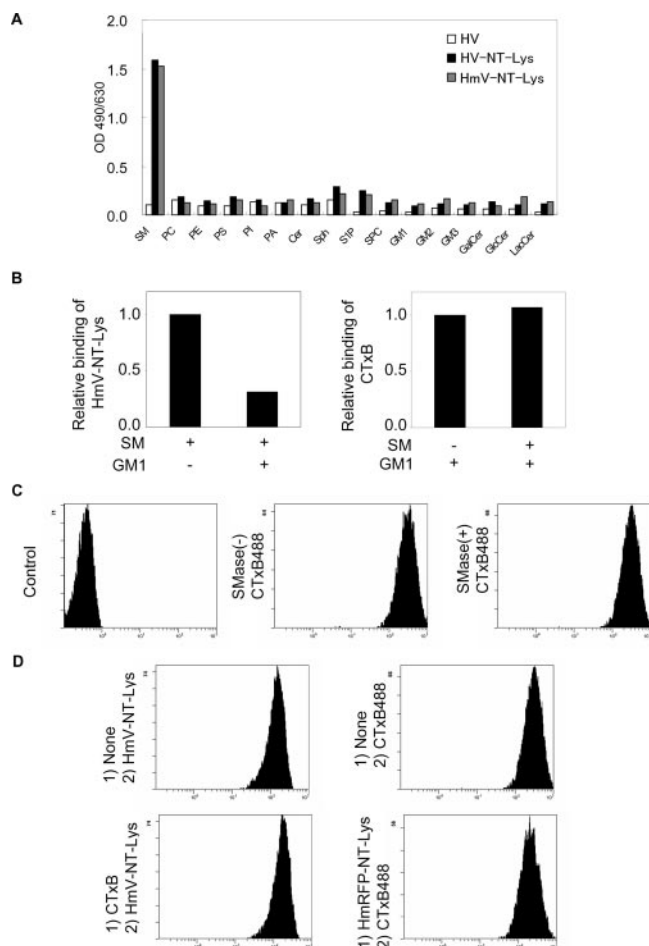 A
OD 490/630
2.0
1.5
1.0
0.5
0.0
HV
HV-NT-Lys
HmV-NT-Lys
SM
PC
PE
PS
PI
PA
Cer
Sph
S1P
SPC
GM1
GM2
GM3
GalCer
GlcCer
LacCer
B
Relative binding of
HmV-NT-Lys
1.0
0.5
0.0
SM + +
GM1 - +
Relative binding of
CTxB
1.0
0.5
0.0
SM - +
GM1 + +
C
Control
SMase(-)
CTxB488
SMase(+)
CTxB488
D
1) None
2) HmV-NT-Lys
1) None
2) CTxB488
1) CTxB
2) HmV-NT-Lys
1) HmRFP-NT-Lys
2) CTxB488